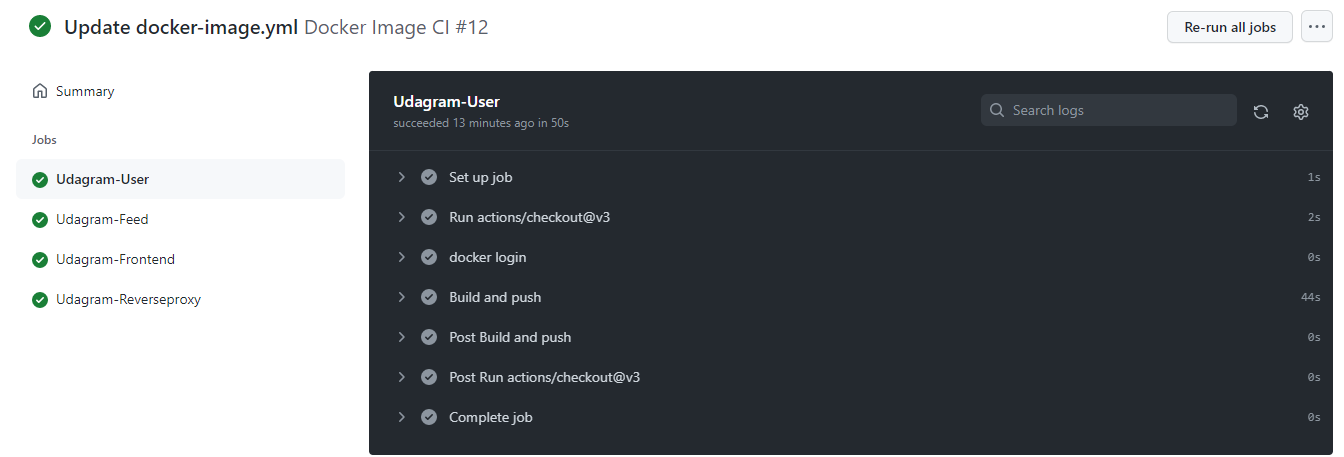 Update docker-image.yml Docker Image CI #12
Re-run all jobs
Summary
Jobs
Udagram-User
Udagram-Feed
Udagram-Frontend
Udagram-Reverseproxy
Udagram-User
succeeded 13 minutes ago in 50s
Search logs
Set up job 1s
Run actions/checkout@v3 2s
docker login 0s
Build and push 44s
Post Build and push 0s
Post Run actions/checkout@v3 0s
Complete job 0s